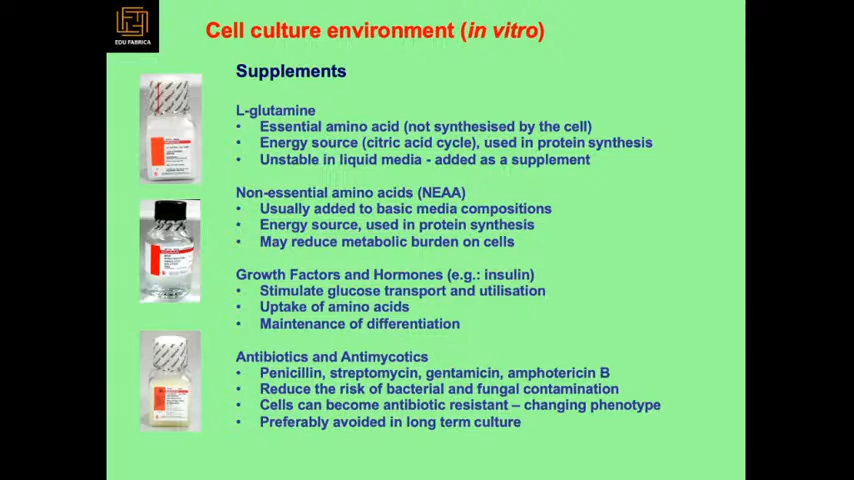 EDU FABRICA
Cell culture environment (in vitro)
Supplements
L-glutamine
• Essential amino acid (not synthesised by the cell)
• Energy source (citric acid cycle), used in protein synthesis
• Unstable in liquid media - added as a supplement
Non-essential amino acids (NEAA)
• Usually added to basic media compositions
• Energy source, used in protein synthesis
• May reduce metabolic burden on cells
Growth Factors and Hormones (e.g.: insulin)
• Stimulate glucose transport and utilisation
• Uptake of amino acids
• Maintenance of differentiation
Antibiotics and Antimycotics
• Penicillin, streptomycin, gentamicin, amphotericin B
• Reduce the risk of bacterial and fungal contamination
• Cells can become antibiotic resistant – changing phenotype
• Preferably avoided in long term culture